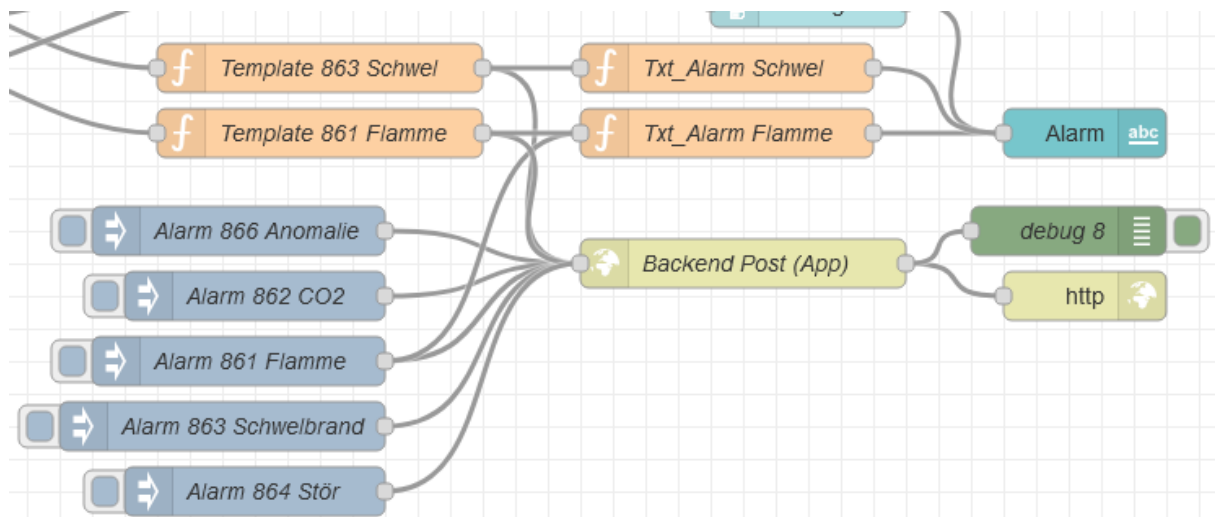 Template 863 Schwel
Txt_Alarm Schwel
Template 861 Flamme
Txt_Alarm Flamme
Alarm
abc
Alarm 866 Anomalie
debug 8
Backend Post (App)
Alarm 862 CO2
http
Alarm 861 Flamme
Alarm 863 Schwelbrand
Alarm 864 Stör